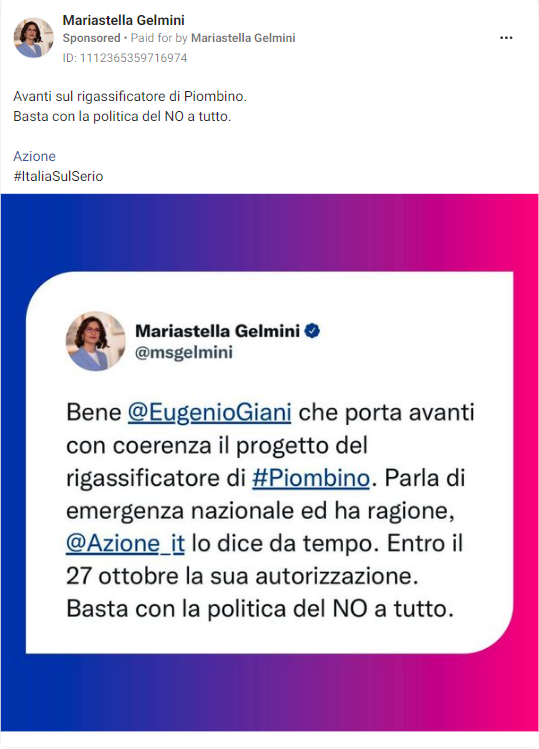 Mariastella Gelmini
Sponsored • Paid for by Mariastella Gelmini
ID: 1112365359716974
Avanti sul rigassificatore di Piombino.
Basta con la politica del NO a tutto.
Azione
#ItaliaSulSerio
Mariastella Gelmini
@msgelmini
Bene @EugenioGiani che porta avanti
con coerenza il progetto del
rigassificatore di #Piombino. Parla di
emergenza nazionale ed ha ragione,
@Azione_it lo dice da tempo. Entro il
27 ottobre la sua autorizzazione.
Basta con la politica del NO a tutto.